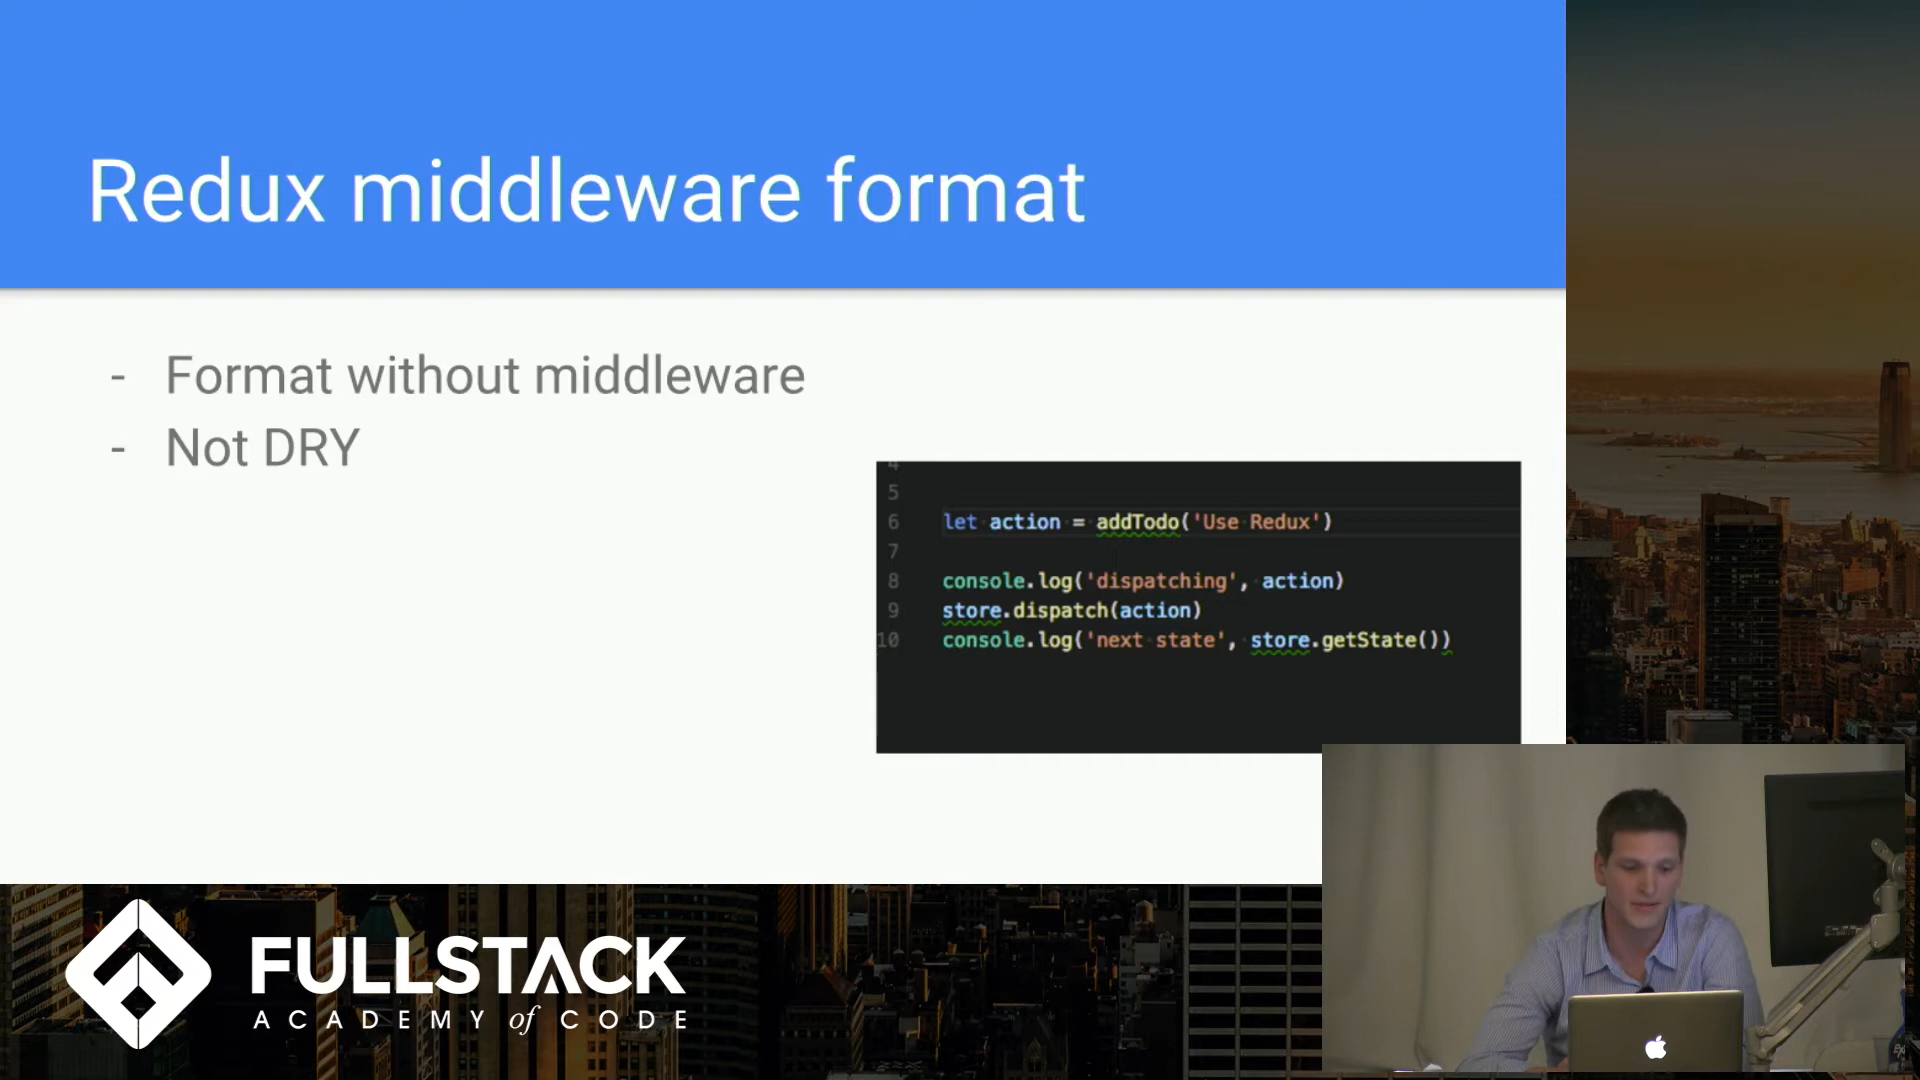 Redux middleware format
- Format without middleware
- Not DRY
4
5
6 let action = addTodo('Use Redux')
7
8 console.log('dispatching', action)
9 store.dispatch(action)
10 console.log('next state', store.getState())
FULLSTACK
ACADEMY of CODE